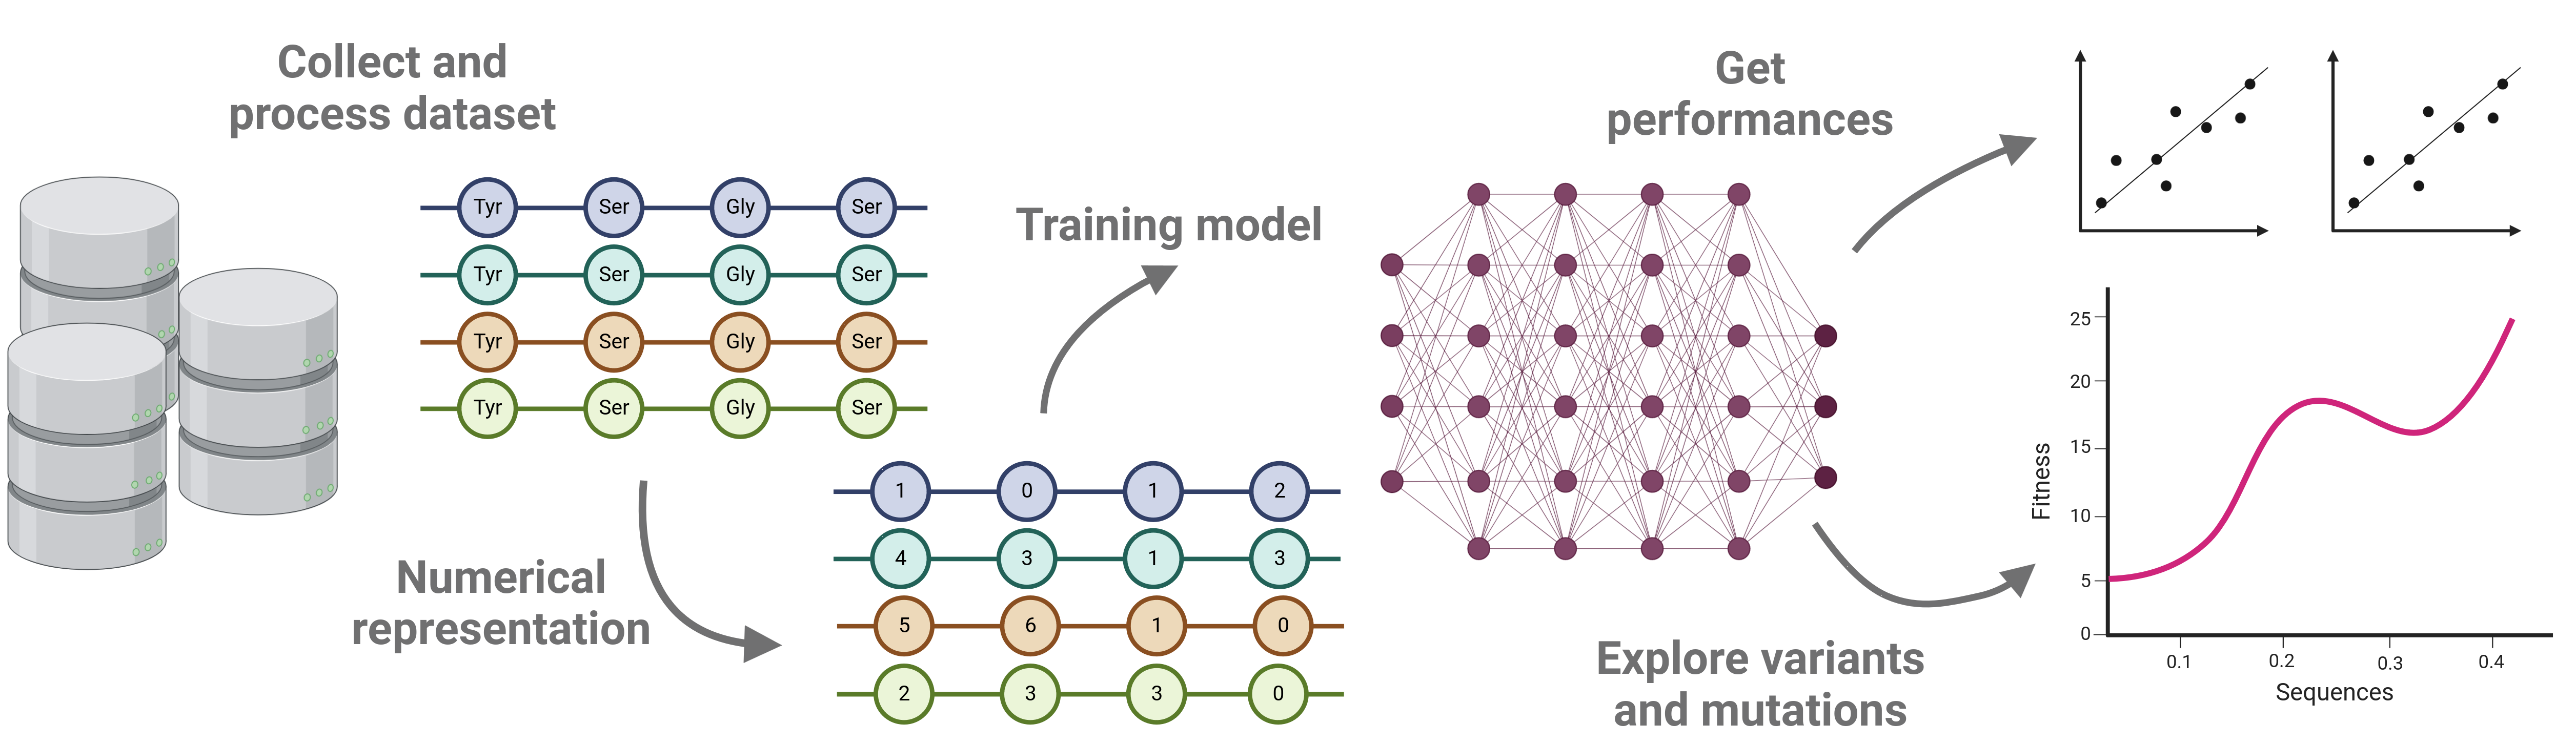 Collect and
process dataset
Tyr Ser Gly Ser
Tyr Ser Gly Ser
Tyr Ser Gly Ser
Tyr Ser Gly Ser
Numerical
representation
1 0 1 2
4 3 1 3
5 6 1 0
2 3 3 0
Training model
Get
performances
Explore variants
and mutations
Fitness
25
20
15
10
5
0
0.1 0.2 0.3 0.4
Sequences